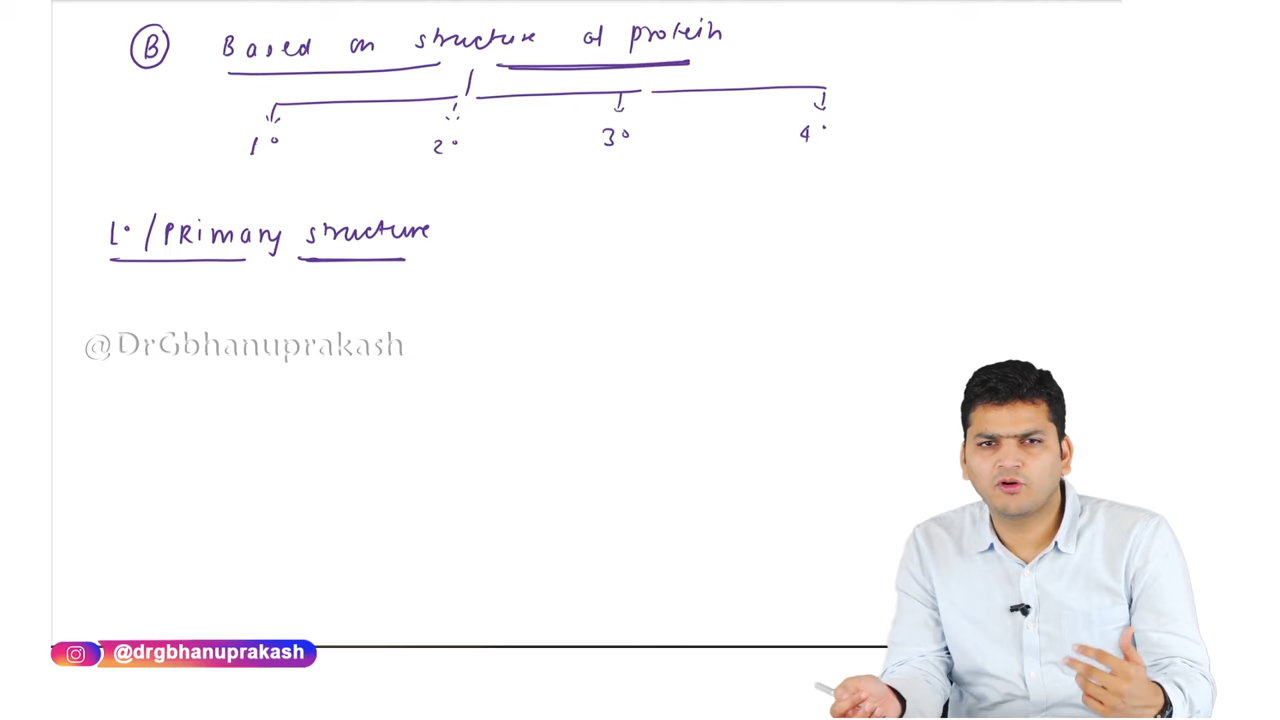 B Based on structure of protein
1° 2° 3° 4°
1° / PRimary structure
@DrGbhanuprakash
@drgbhanuprakash